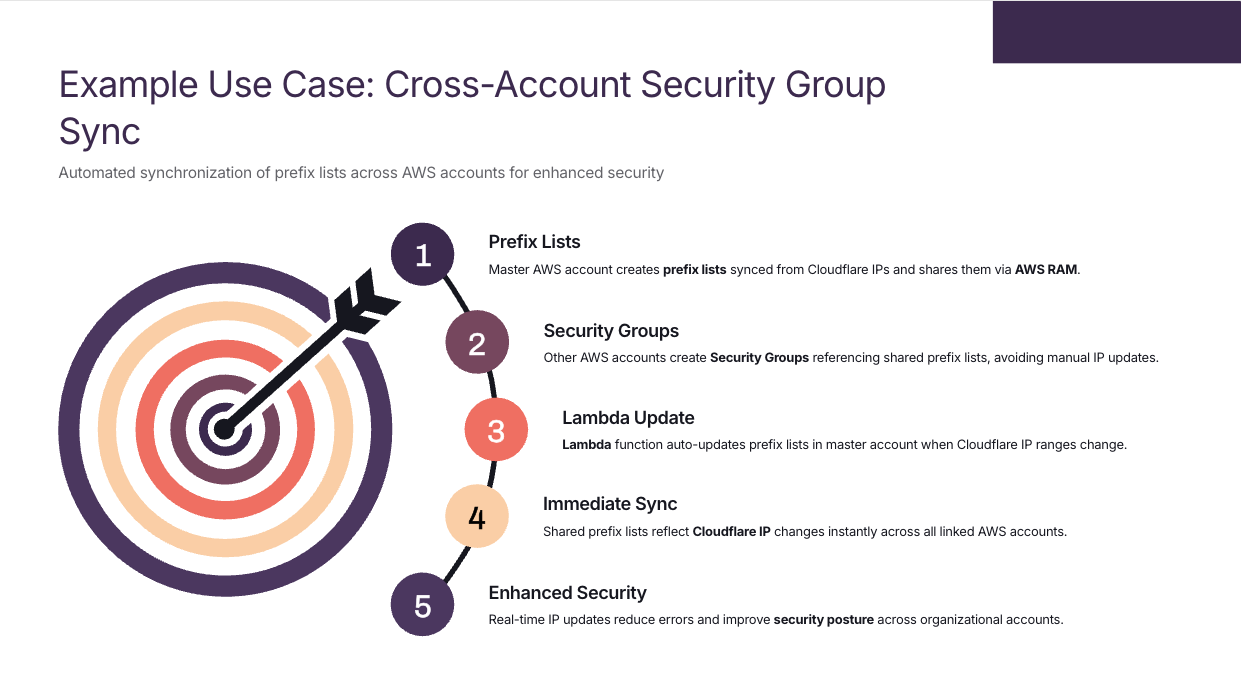 Example Use Case: Cross-Account Security Group
Sync
Automated synchronization of prefix lists across AWS accounts for enhanced security
1
Prefix Lists
Master AWS account creates prefix lists synced from Cloudflare IPs and shares them via AWS RAM.
2
Security Groups
Other AWS accounts create Security Groups referencing shared prefix lists, avoiding manual IP updates.
3
Lambda Update
Lambda function auto-updates prefix lists in master account when Cloudflare IP ranges change.
4
Immediate Sync
Shared prefix lists reflect Cloudflare IP changes instantly across all linked AWS accounts.
5
Enhanced Security
Real-time IP updates reduce errors and improve security posture across organizational accounts.